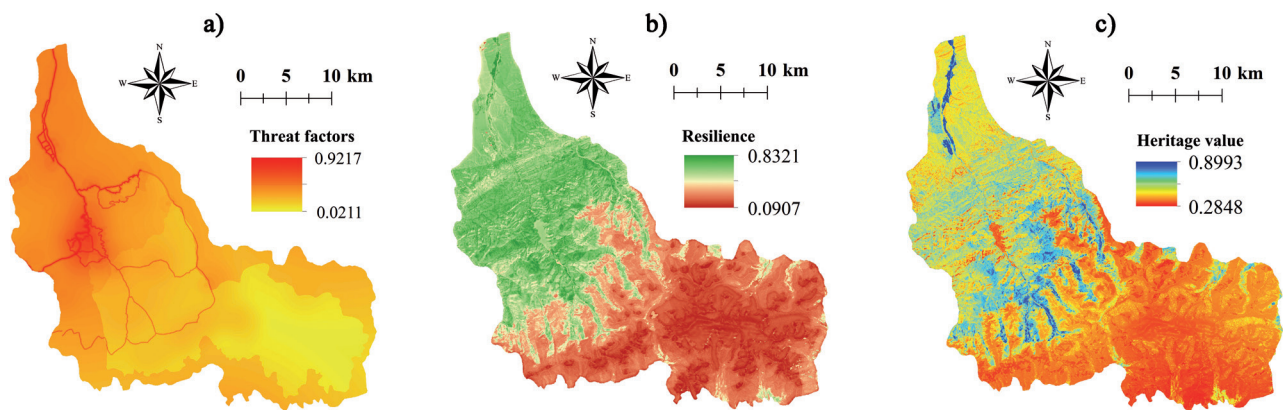 a)
N
W
E
S
0 5 10 km
Threat factors
0.9217
0.0211
b)
N
W
E
S
0 5 10 km
Resilience
0.8321
0.0907
c)
N
W
E
S
0 5 10 km
Heritage value
0.8993
0.2848